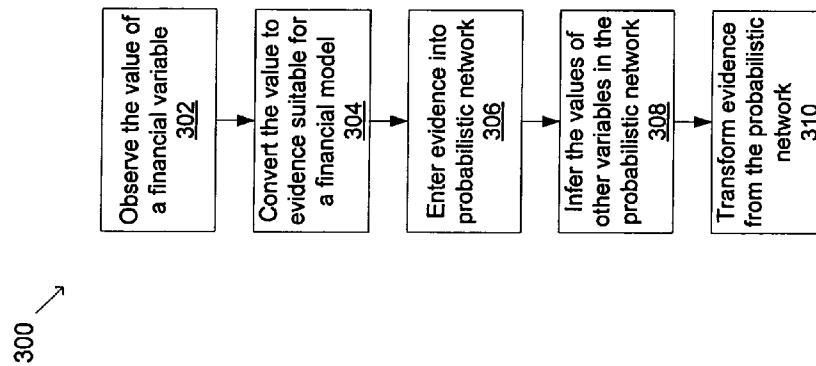 300
Observe the value of
a financial variable
302
Convert the value to
evidence suitable for
a financial model
304
Enter evidence into
probabilistic network
306
Infer the values of
other variables in the
probabilistic network
308
Transform evidence
from the probabilistic
network
310